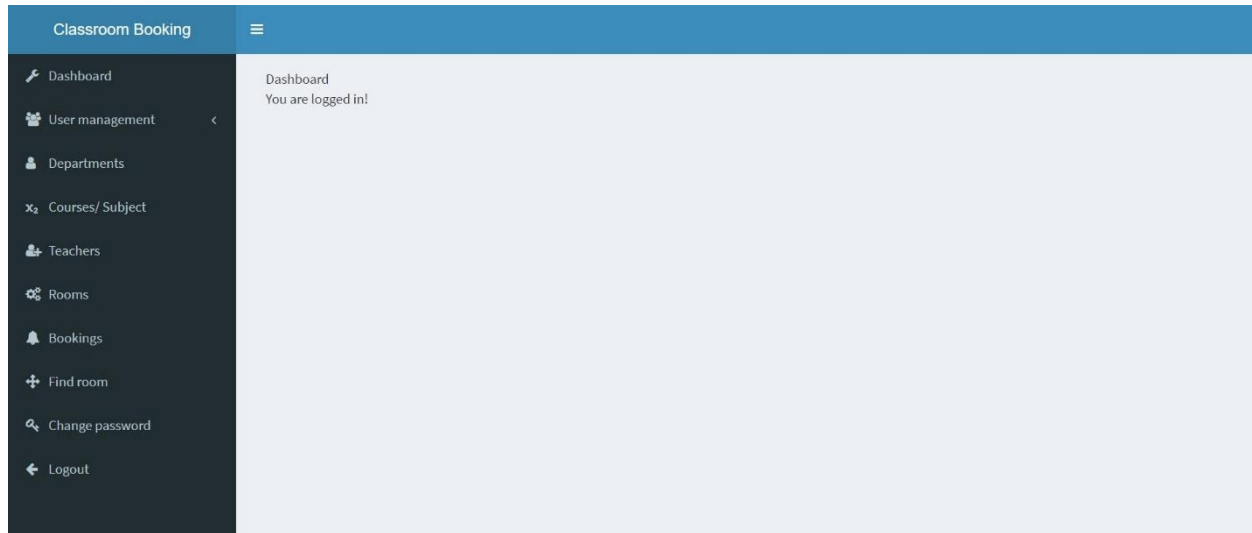 Classroom Booking
Dashboard
User management
Departments
Courses/ Subject
Teachers
Rooms
Bookings
Find room
Change password
Logout
Dashboard
You are logged in!